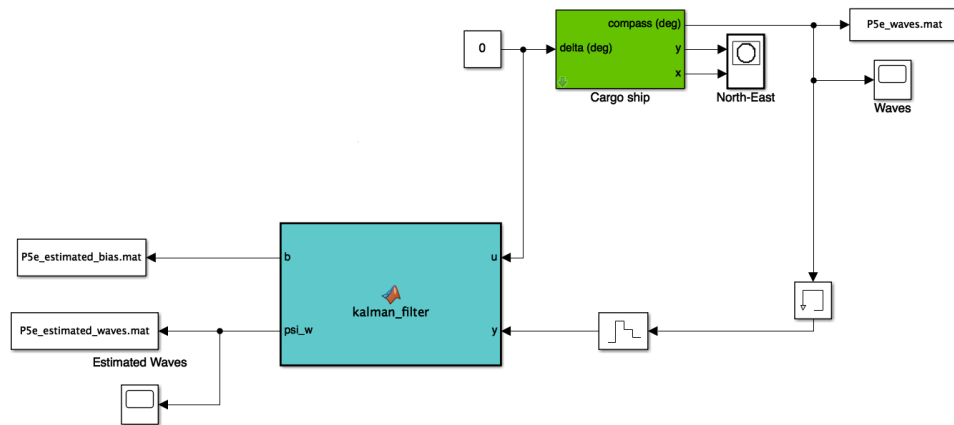 compass (deg)
P5e_waves.mat
0
delta (deg)
y
x
Cargo ship
North-East
Waves
P5e_estimated_bias.mat
b
u
kalman_filter
P5e_estimated_waves.mat
psi_w
y
Estimated Waves